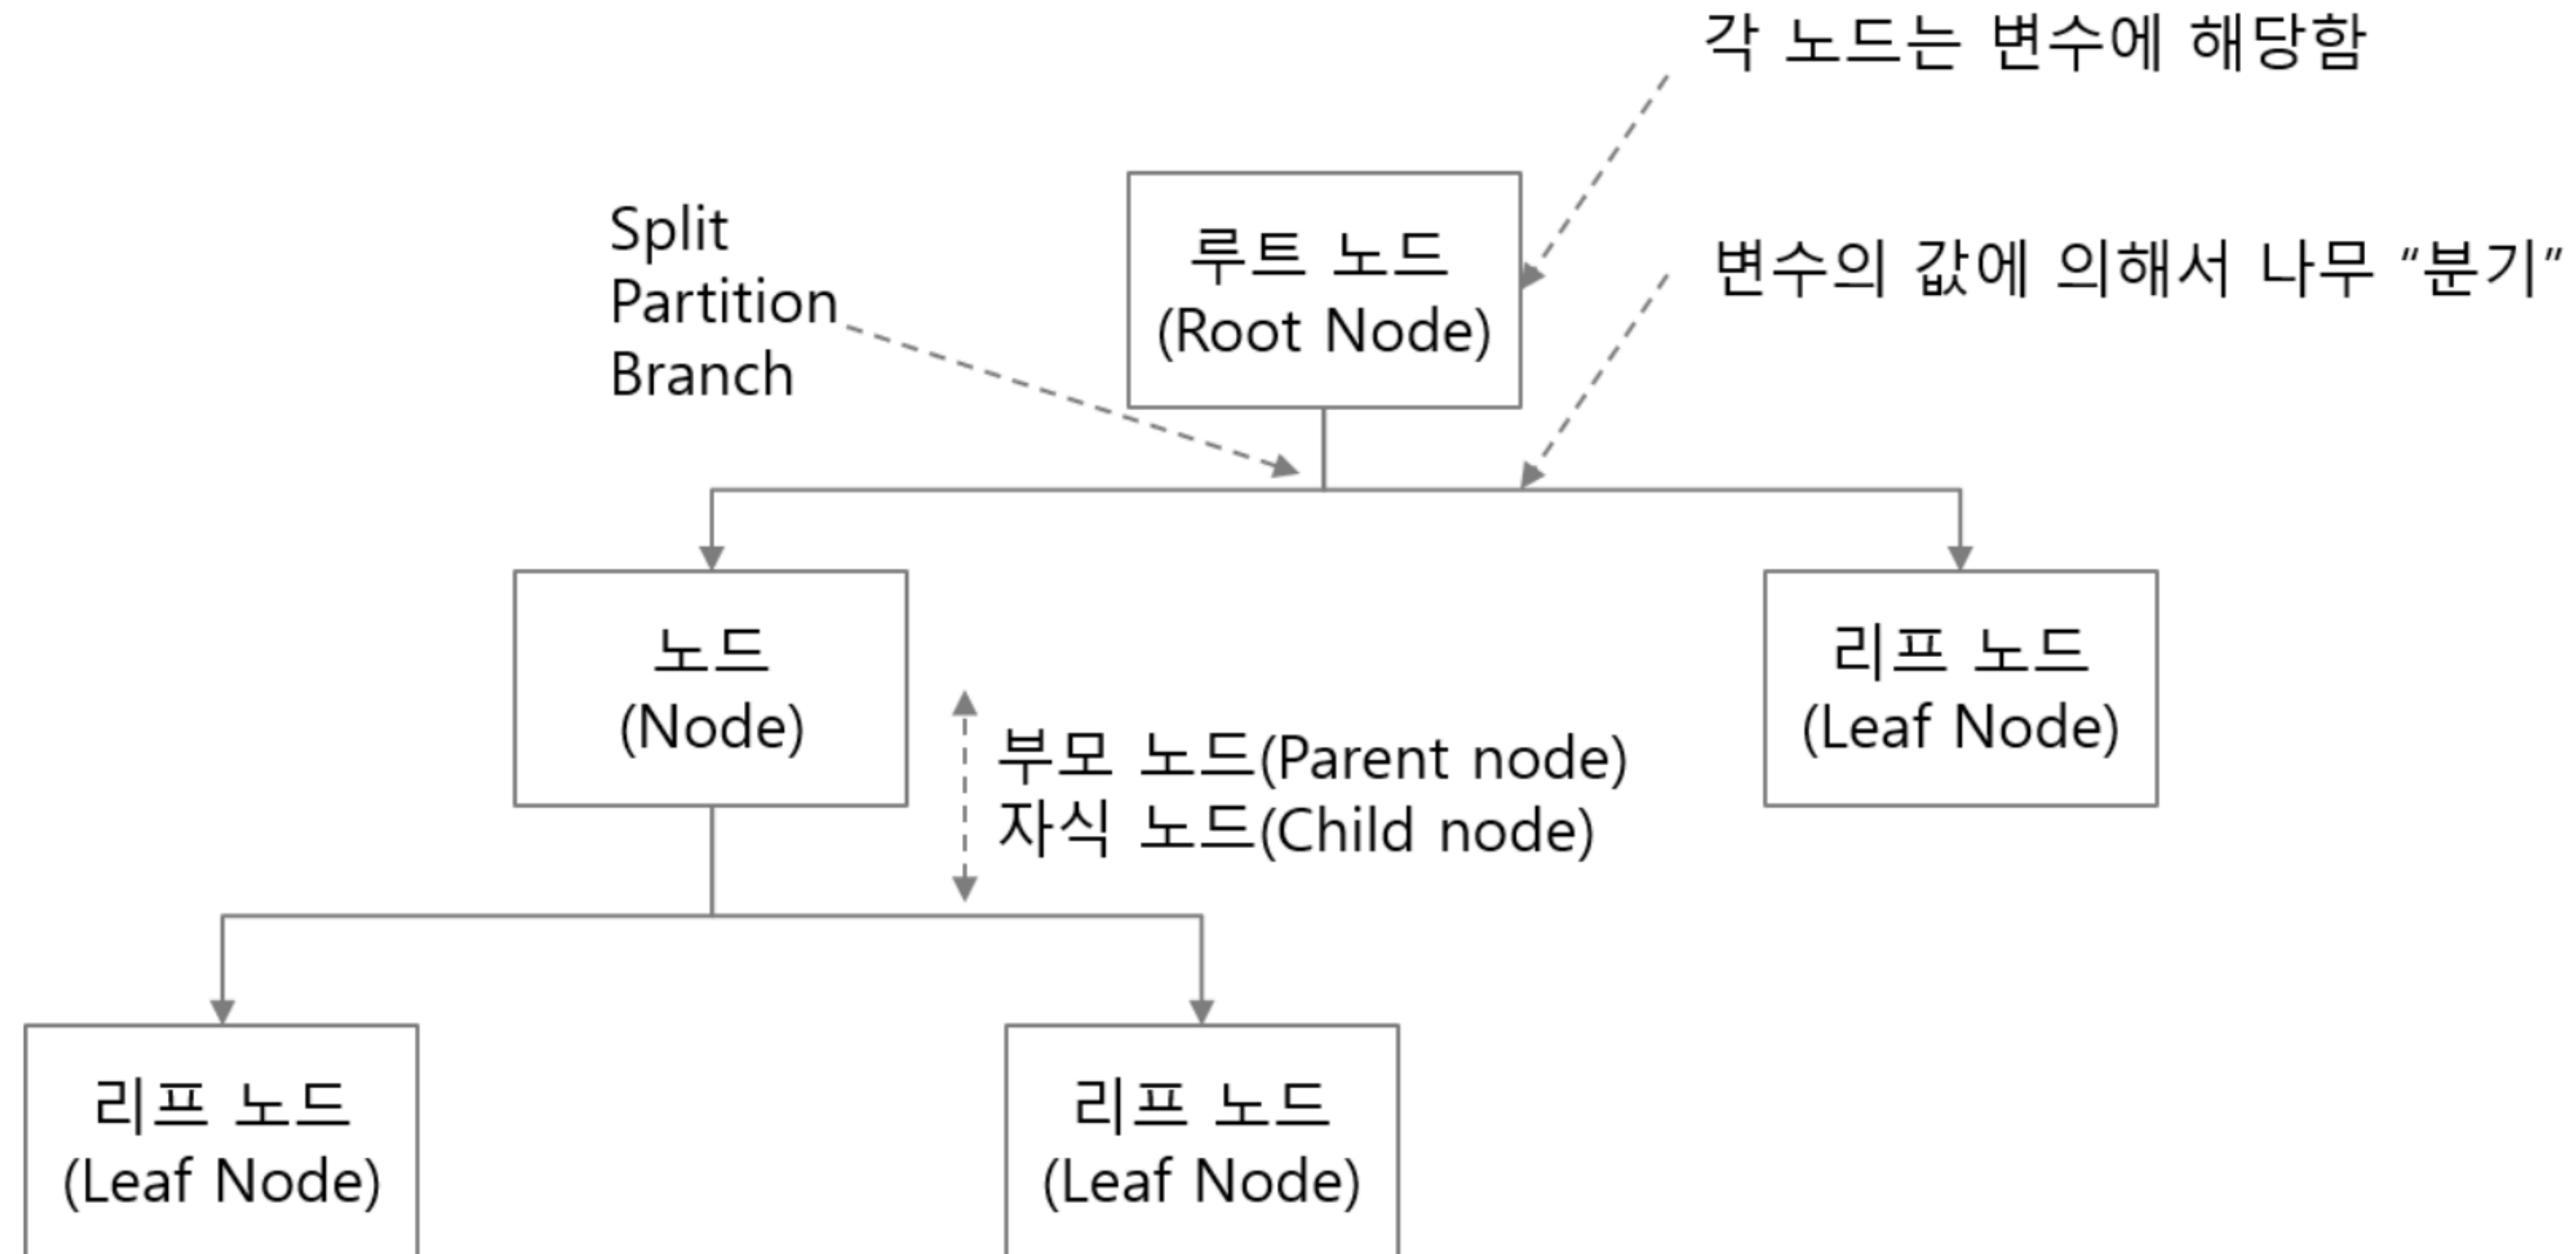 각 노드는 변수에 해당함
Split
Partition
Branch
루트 노드
(Root Node)
변수의 값에 의해서 나무 “분기”
노드
(Node)
리프 노드
(Leaf Node)
부모 노드(Parent node)
자식 노드(Child node)
리프 노드
(Leaf Node)
리프 노드
(Leaf Node)